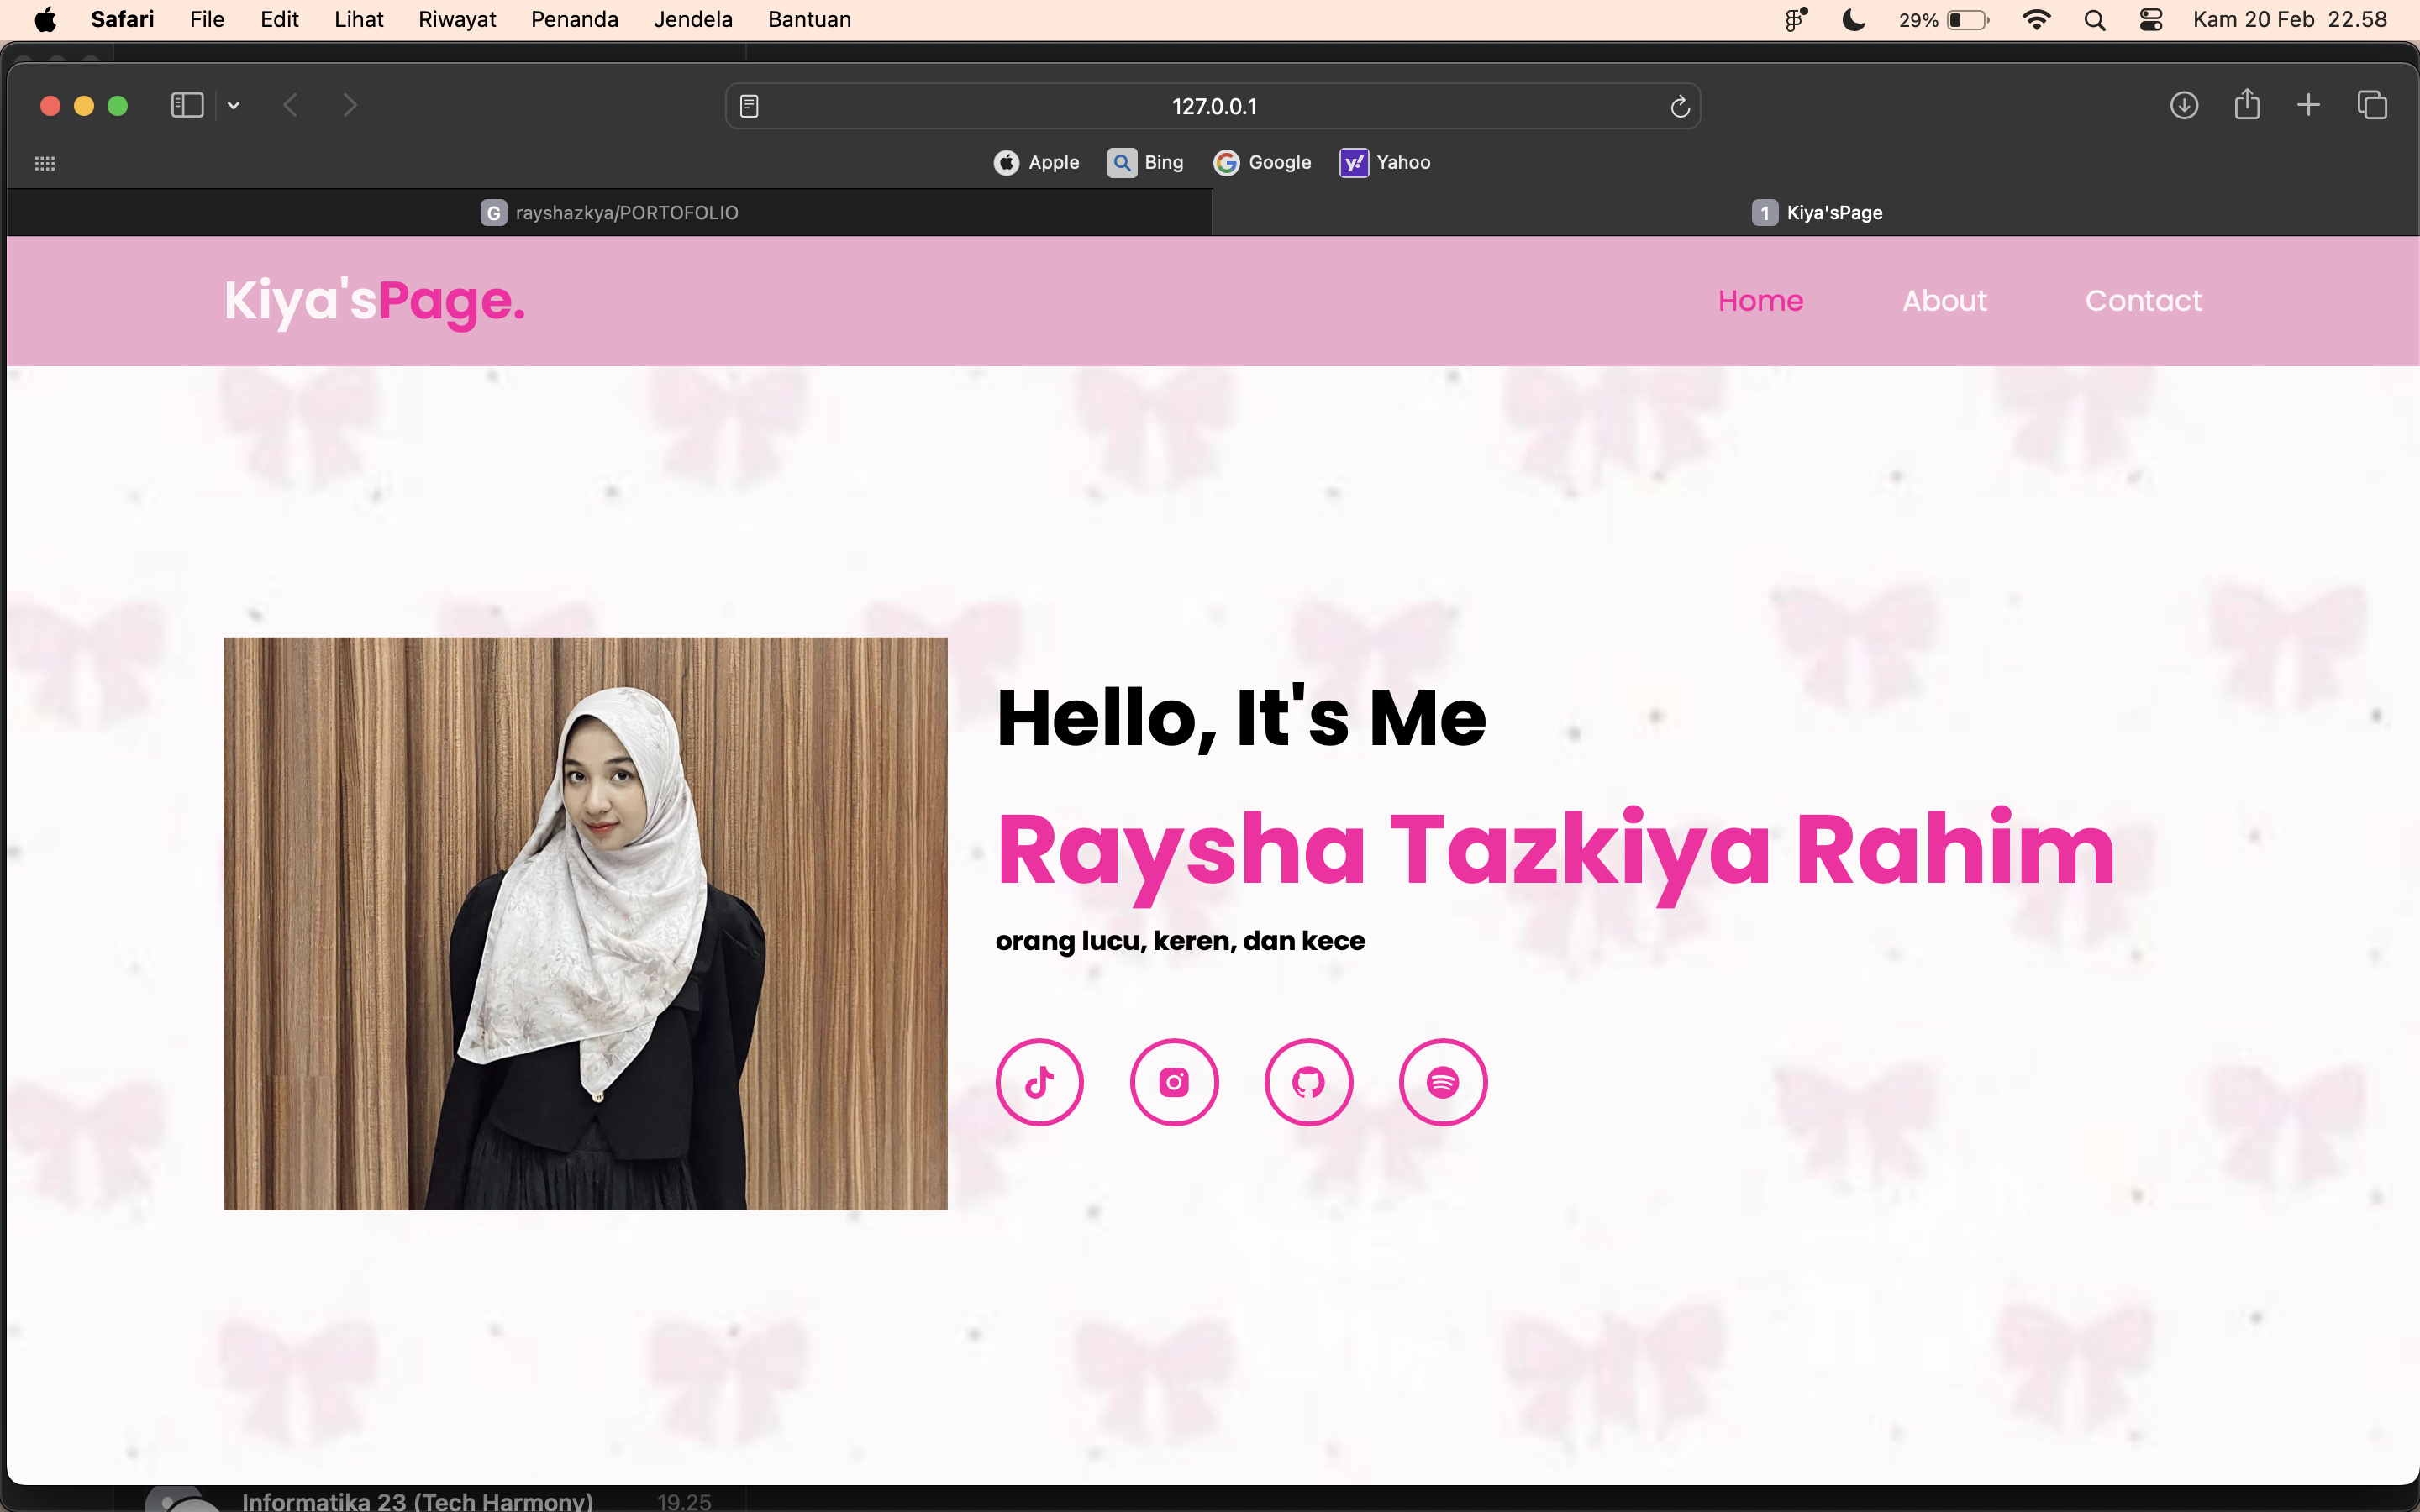 Safari File Edit Lihat Riwayat Penanda Jendela Bantuan 29% Kam 20 Feb 22.58
127.0.0.1
Apple Bing Google Yahoo
G rayshazkya/PORTOFOLIO 1 Kiya'sPage
Kiya'sPage. Home About Contact
Hello, It's Me
Raysha Tazkiya Rahim
orang lucu, keren, dan kece
Informatika 23 (Tech Harmony) 19.25